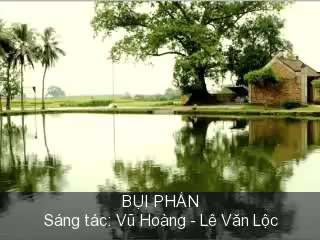 BỤI PHẤN
Sáng tác: Vũ Hoàng - Lê Văn Lộc